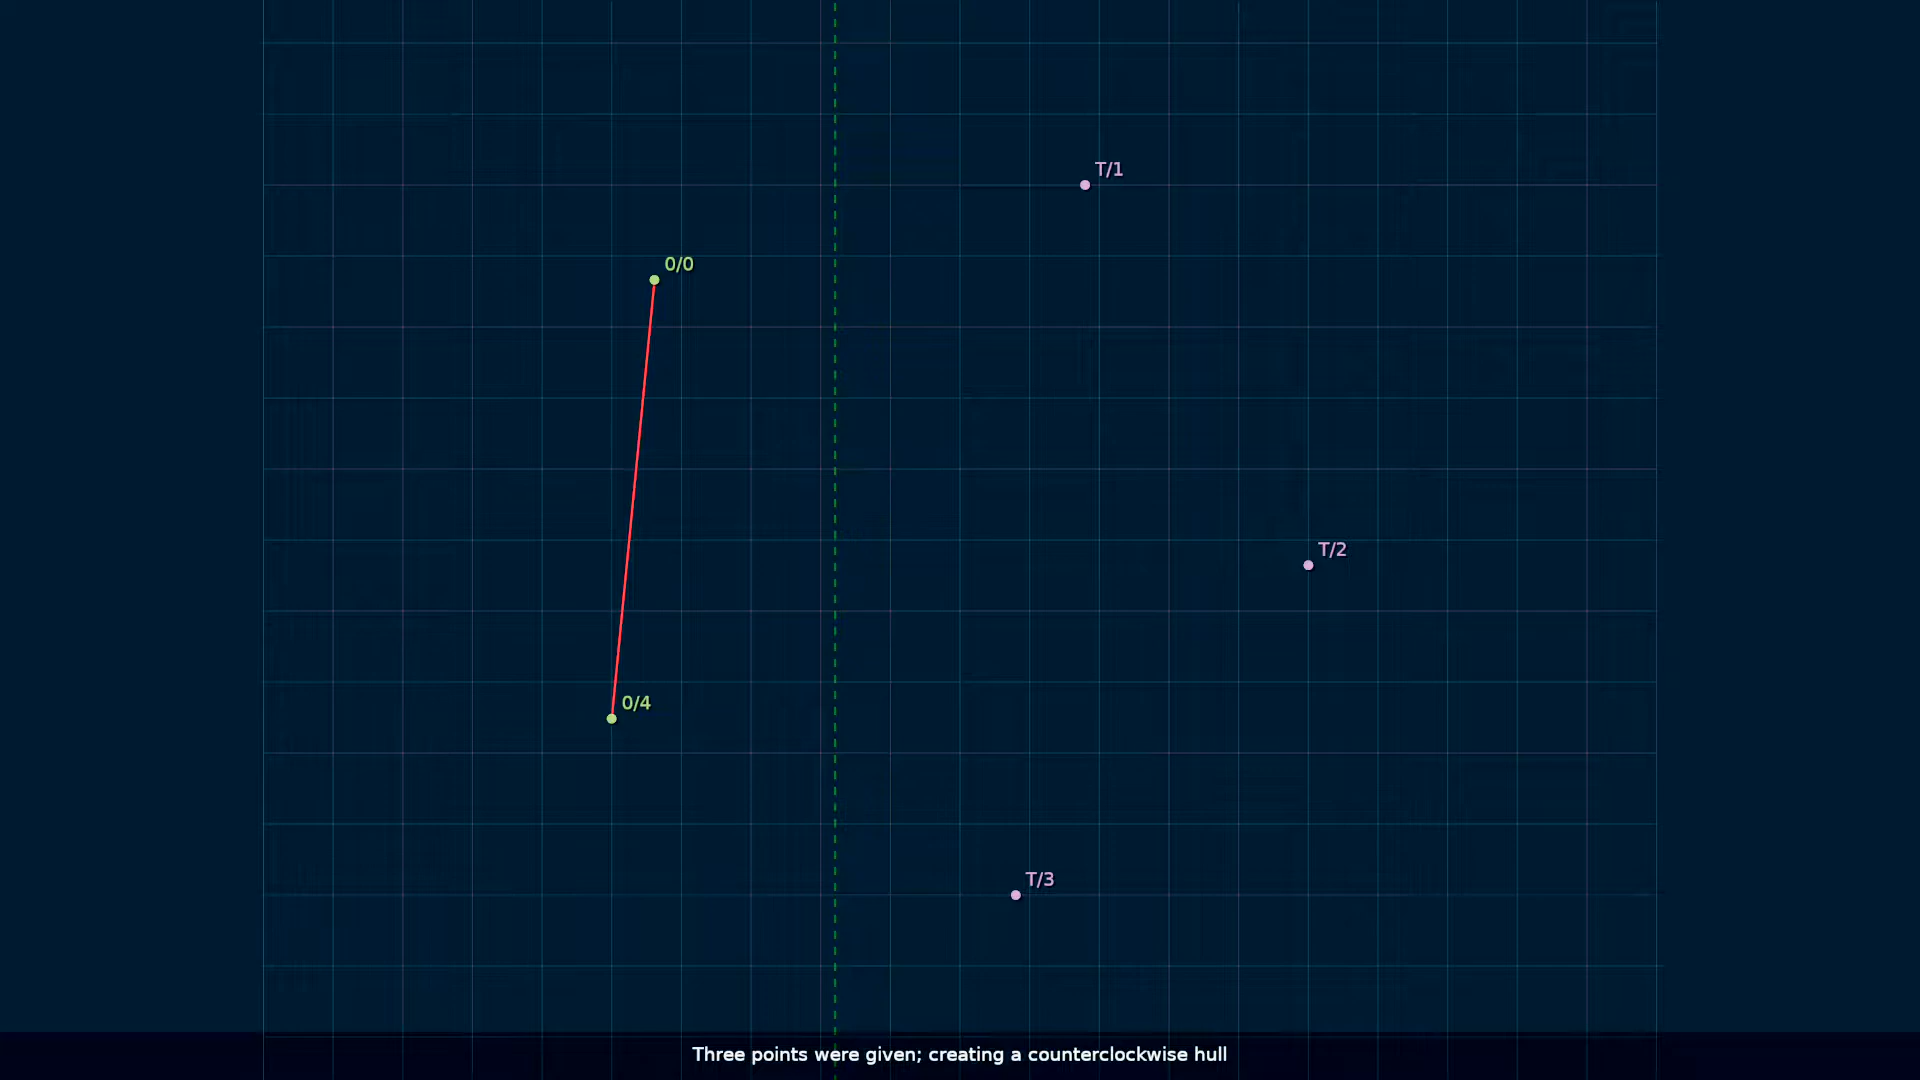 T/1
0/0
T/2
0/4
T/3
Three points were given; creating a counterclockwise hull